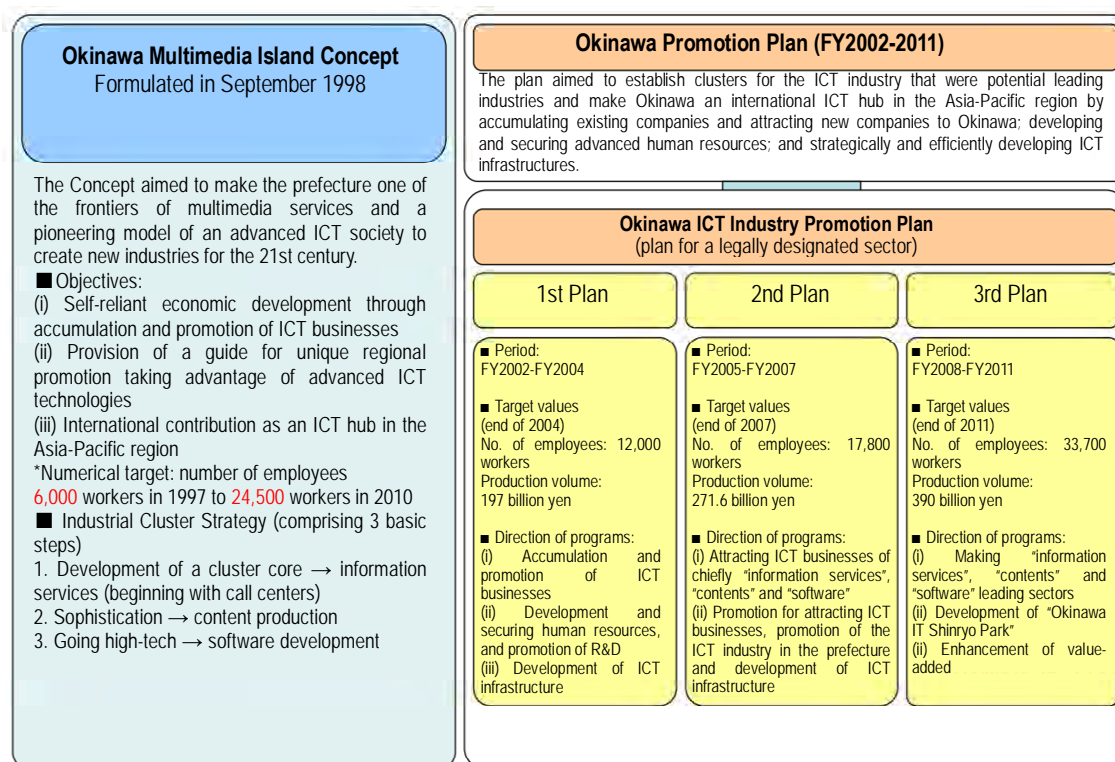 Okinawa Multimedia Island Concept
Formulated in September 1998
The Concept aimed to make the prefecture one of
the frontiers of multimedia services and a
pioneering model of an advanced ICT society to
create new industries for the 21st century.
■ Objectives:
(i) Self-reliant economic development through
accumulation and promotion of ICT businesses
(ii) Provision of a guide for unique regional
promotion taking advantage of advanced ICT
technologies
(iii) International contribution as an ICT hub in the
Asia-Pacific region
*Numerical target: number of employees
6,000 workers in 1997 to 24,500 workers in 2010
■ Industrial Cluster Strategy (comprising 3 basic
steps)
1. Development of a cluster core → information
services (beginning with call centers)
2. Sophistication → content production
3. Going high-tech → software development
Okinawa Promotion Plan (FY2002-2011)
The plan aimed to establish clusters for the ICT industry that were potential leading
industries and make Okinawa an international ICT hub in the Asia-Pacific region by
accumulating existing companies and attracting new companies to Okinawa; developing
and securing advanced human resources; and strategically and efficiently developing ICT
infrastructures.
Okinawa ICT Industry Promotion Plan
(plan for a legally designated sector)
1st Plan
■ Period:
FY2002-FY2004
■ Target values
(end of 2004)
No. of employees: 12,000
workers
Production volume:
197 billion yen
■ Direction of programs:
(i) Accumulation and
promotion of ICT
businesses
(ii) Development and
securing human resources,
and promotion of R&D
(iii) Development of ICT
infrastructure
2nd Plan
■ Period:
FY2005-FY2007
■ Target values
(end of 2007)
No. of employees: 17,800
workers
Production volume:
271.6 billion yen
■ Direction of programs:
(i) Attracting ICT businesses of
chiefly "information services",
"contents" and "software"
(ii) Promotion for attracting ICT
businesses, promotion of the
ICT industry in the prefecture
and development of ICT
infrastructure
3rd Plan
■ Period:
FY2008-FY2011
■ Target values
(end of 2011)
No. of employees: 33,700
workers
Production volume:
390 billion yen
■ Direction of programs:
(i) Making "information
services", "contents" and
"software" leading sectors
(ii) Development of "Okinawa
IT Shinryo Park"
(ii) Enhancement of value-
added